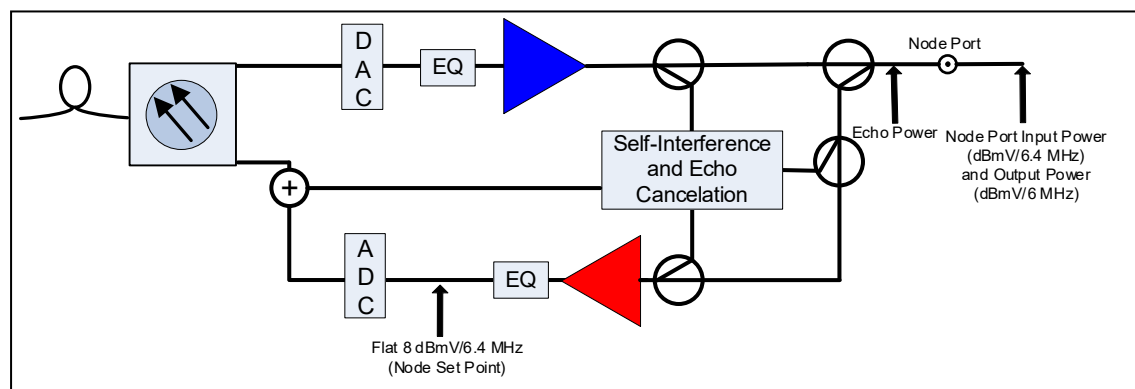 D
A
C
EQ
Node Port
Echo Power
Node Port Input Power
(dBmV/6.4 MHz)
and Output Power
(dBmV/6 MHz)
Self-Interference
and Echo
Cancelation
+
A
D
C
EQ
Flat 8 dBmV/6.4 MHz
(Node Set Point)